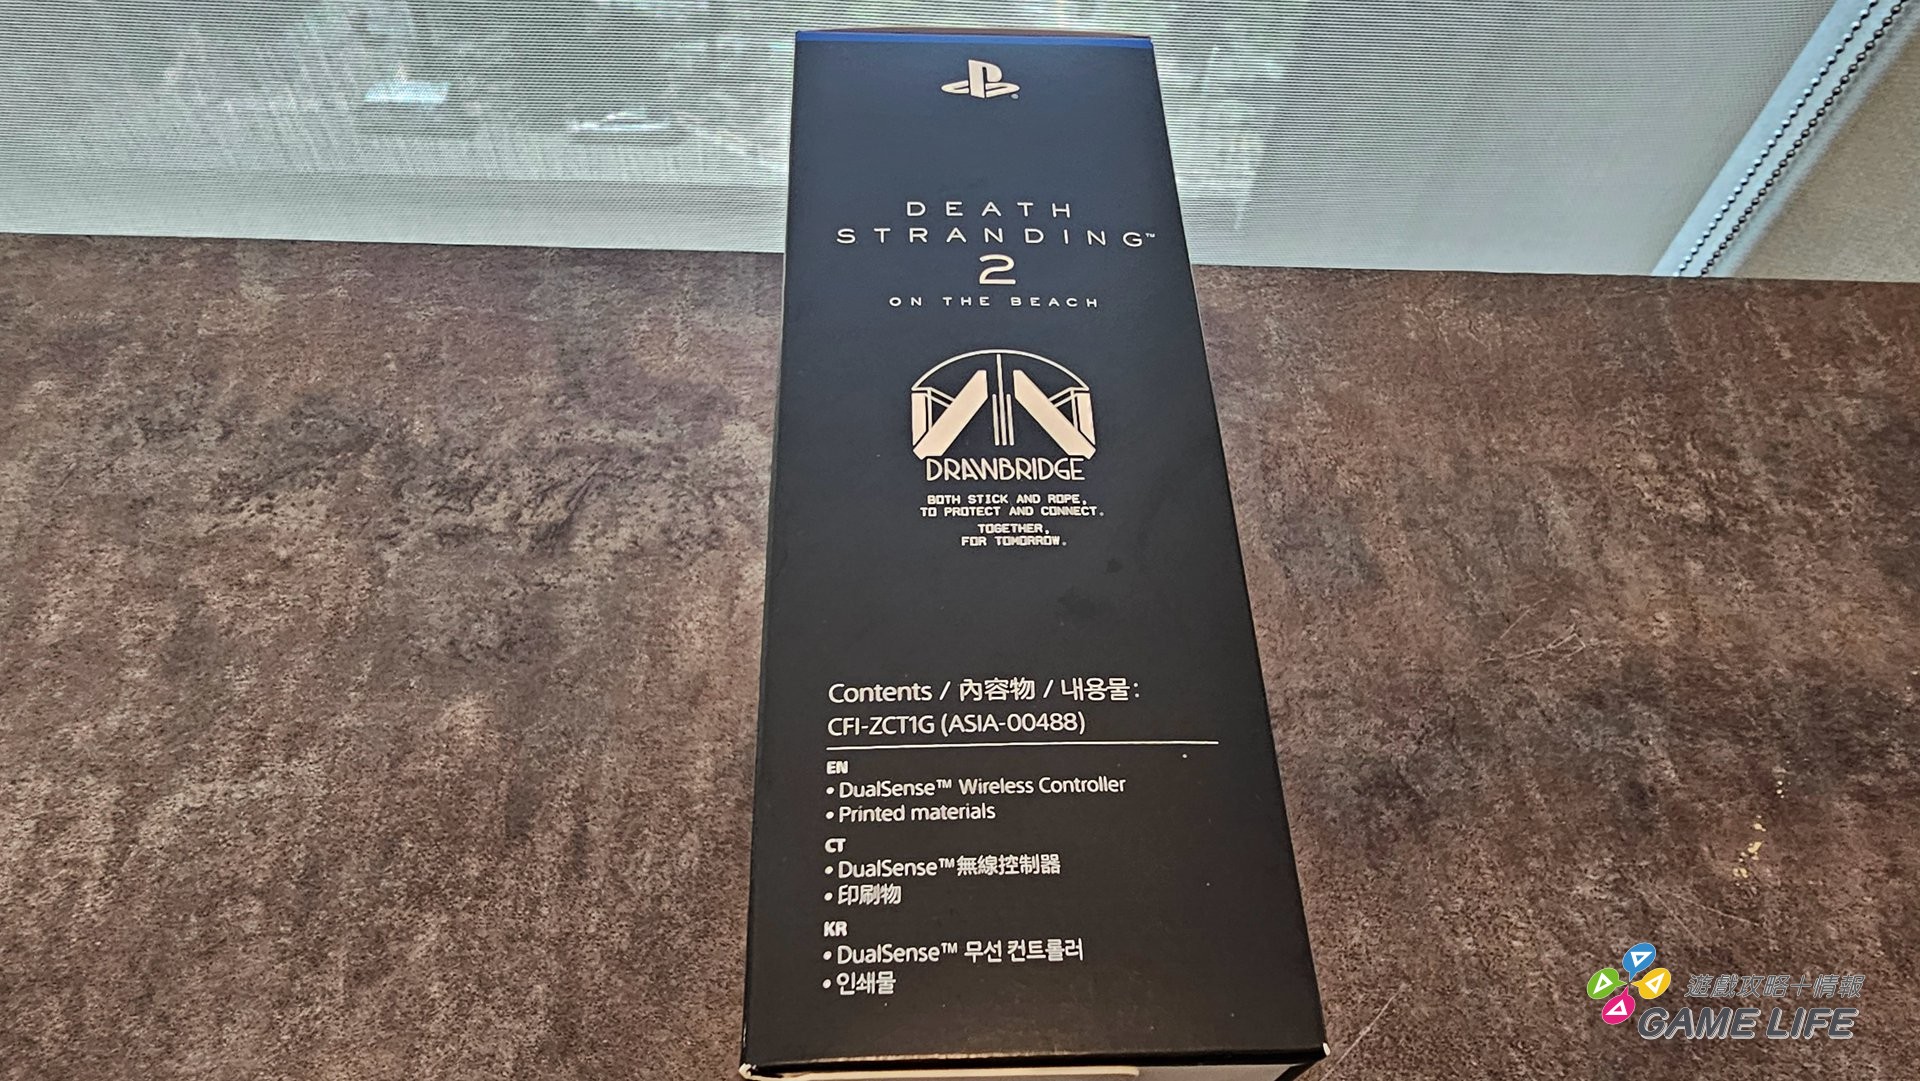 DEATH
STRANDING™
2
ON THE BEACH
DRAWBRIDGE
BOTH STICK AND ROPE,
TO PROTECT AND CONNECT.
TOGETHER,
FOR TOMORROW.
Contents / 內容物 / 내용물:
CFI-ZCT1G (ASIA-00488)
EN
• DualSense™ Wireless Controller
• Printed materials
CT
• DualSense™無線控制器
• 印刷物
KR
• DualSense™ 무선 컨트롤러
• 인쇄물
遊戲攻略+情報
GAME LIFE